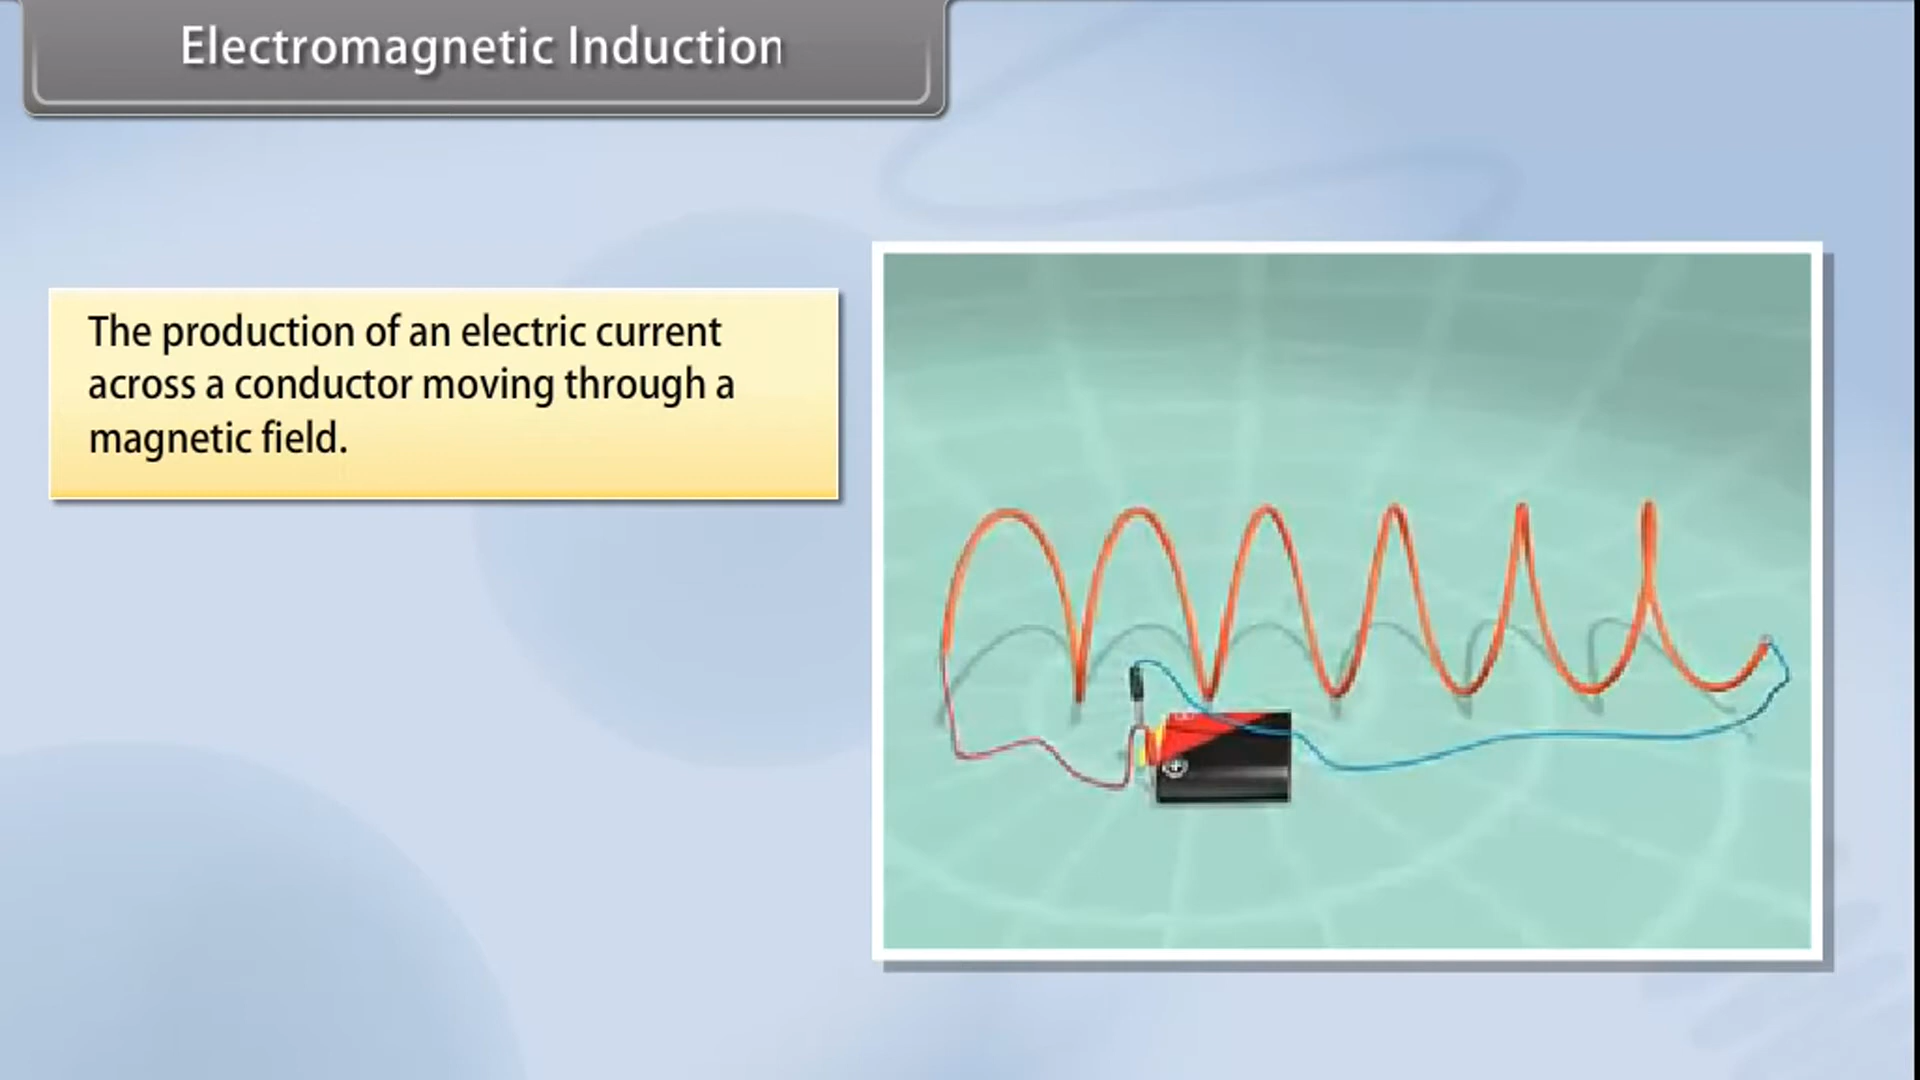 Electromagnetic Induction
The production of an electric current
across a conductor moving through a
magnetic field.